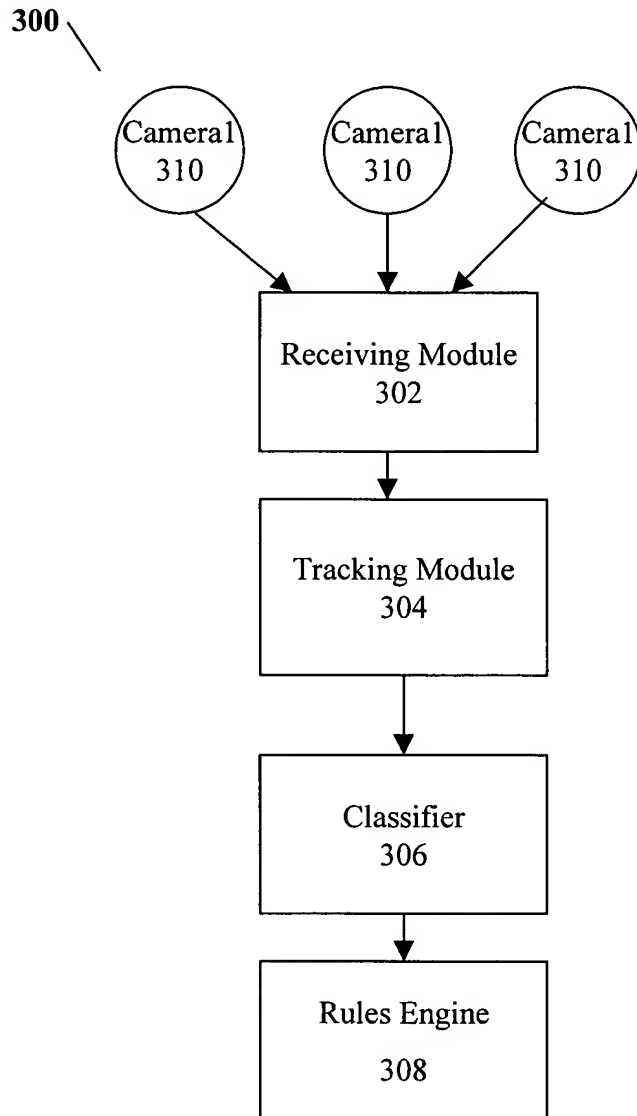 300
Camera1
310
Camera1
310
Camera1
310
Receiving Module
302
Tracking Module
304
Classifier
306
Rules Engine
308